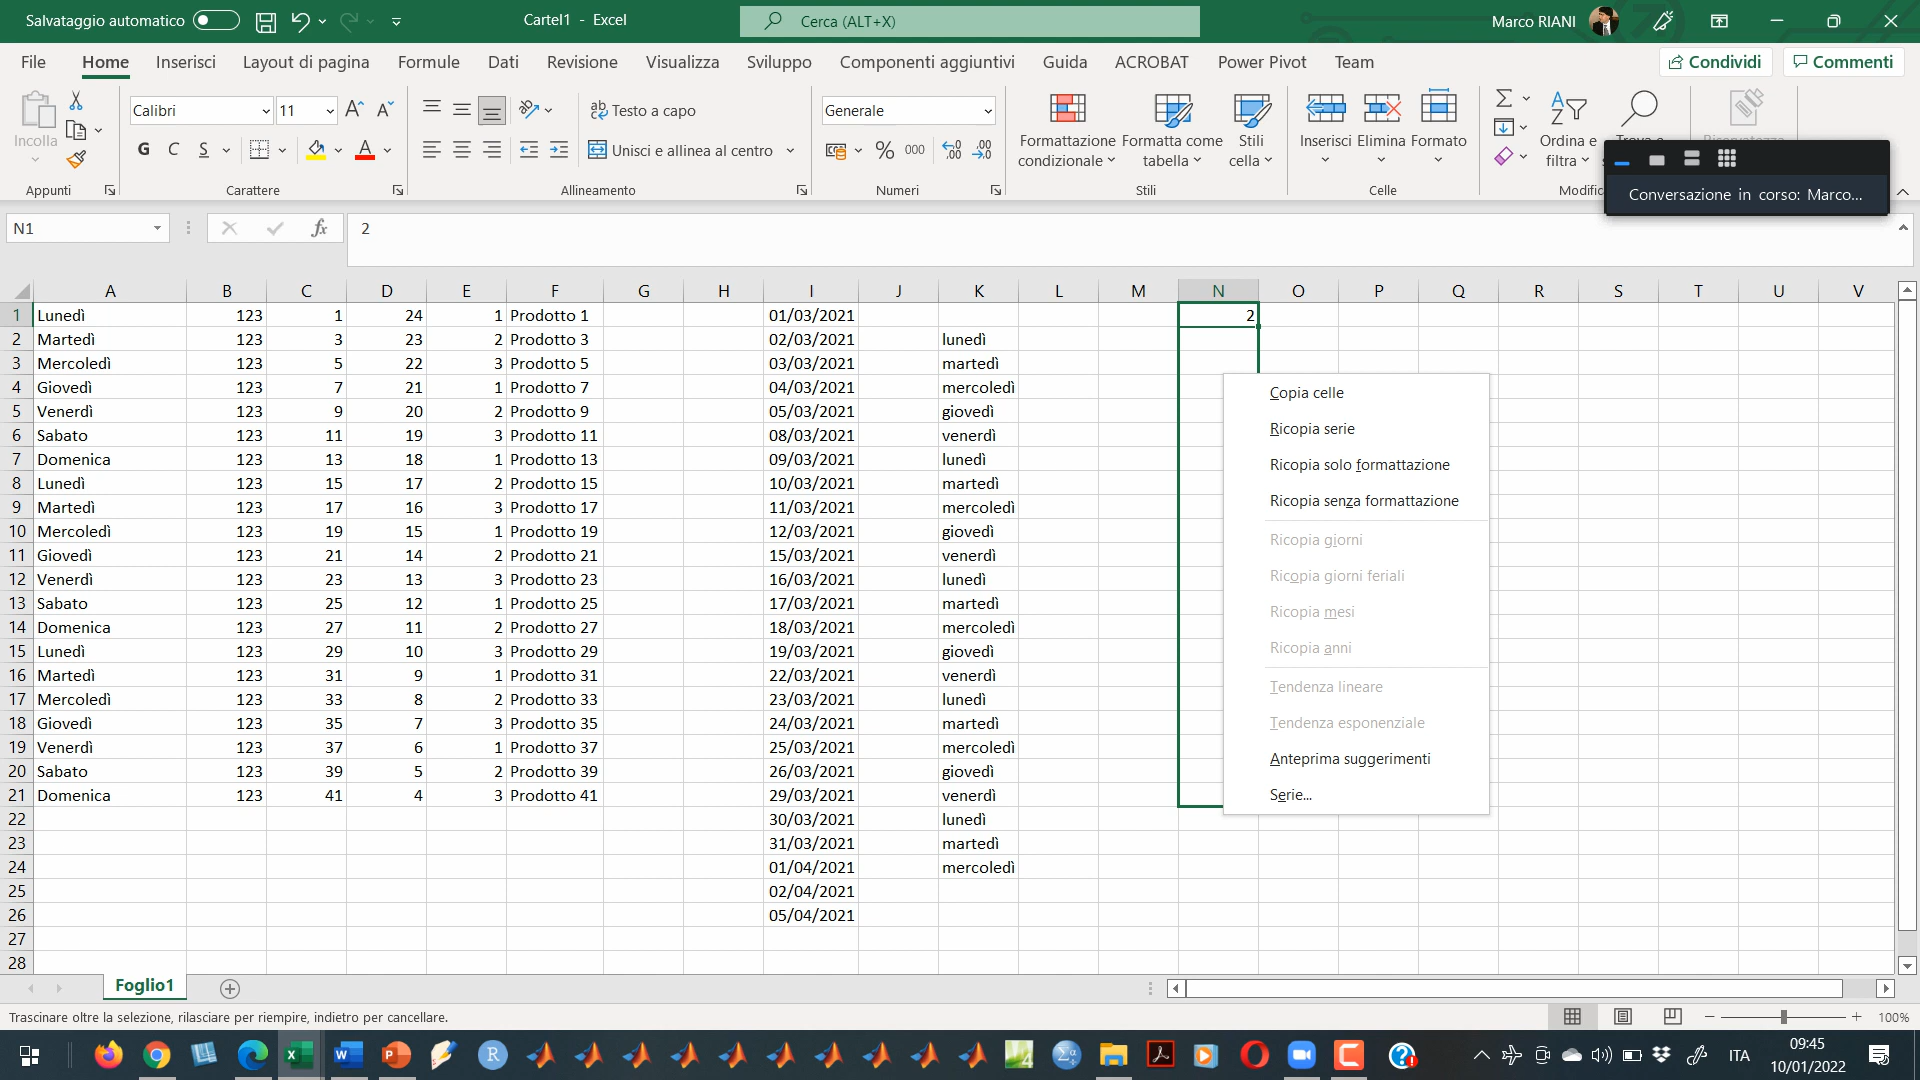 Salvataggio automatico
Cartel1 - Excel
Cerca (ALT+X)
Marco RIANI
File Home Inserisci Layout di pagina Formule Dati Revisione Visualizza Sviluppo Componenti aggiuntivi Guida ACROBAT Power Pivot Team
Condividi Commenti
Incolla
Appunti
Calibri 11
G C S
Carattere
Testo a capo
Unisci e allinea al centro
Allineamento
Generale
% 000
Numeri
Formattazione condizionale
Formatta come tabella
Stili cella
Stili
Inserisci Elimina Formato
Celle
Ordina e filtra
Conversazione in corso: Marco...
N1 fx 2
A B C D E F G H I J K L M N O P Q R S T U V
1 Lunedì 123 1 24 1 Prodotto 1 01/03/2021 2
2 Martedì 123 3 23 2 Prodotto 3 02/03/2021 lunedì
3 Mercoledì 123 5 22 3 Prodotto 5 03/03/2021 martedì
4 Giovedì 123 7 21 1 Prodotto 7 04/03/2021 mercoledì
5 Venerdì 123 9 20 2 Prodotto 9 05/03/2021 giovedì
6 Sabato 123 11 19 3 Prodotto 11 08/03/2021 venerdì
7 Domenica 123 13 18 1 Prodotto 13 09/03/2021 lunedì
8 Lunedì 123 15 17 2 Prodotto 15 10/03/2021 martedì
9 Martedì 123 17 16 3 Prodotto 17 11/03/2021 mercoledì
10 Mercoledì 123 19 15 1 Prodotto 19 12/03/2021 giovedì
11 Giovedì 123 21 14 2 Prodotto 21 15/03/2021 venerdì
12 Venerdì 123 23 13 3 Prodotto 23 16/03/2021 lunedì
13 Sabato 123 25 12 1 Prodotto 25 17/03/2021 martedì
14 Domenica 123 27 11 2 Prodotto 27 18/03/2021 mercoledì
15 Lunedì 123 29 10 3 Prodotto 29 19/03/2021 giovedì
16 Martedì 123 31 9 1 Prodotto 31 22/03/2021 venerdì
17 Mercoledì 123 33 8 2 Prodotto 33 23/03/2021 lunedì
18 Giovedì 123 35 7 3 Prodotto 35 24/03/2021 martedì
19 Venerdì 123 37 6 1 Prodotto 37 25/03/2021 mercoledì
20 Sabato 123 39 5 2 Prodotto 39 26/03/2021 giovedì
21 Domenica 123 41 4 3 Prodotto 41 29/03/2021 venerdì
22 30/03/2021 lunedì
23 31/03/2021 martedì
24 01/04/2021 mercoledì
25 02/04/2021
26 05/04/2021
27
28
Copia celle
Ricopia serie
Ricopia solo formattazione
Ricopia senza formattazione
Ricopia giorni
Ricopia giorni feriali
Ricopia mesi
Ricopia anni
Tendenza lineare
Tendenza esponenziale
Anteprima suggerimenti
Serie...
Foglio1
Trascinare oltre la selezione, rilasciare per riempire, indietro per cancellare.
100%
ITA
09:45
10/01/2022